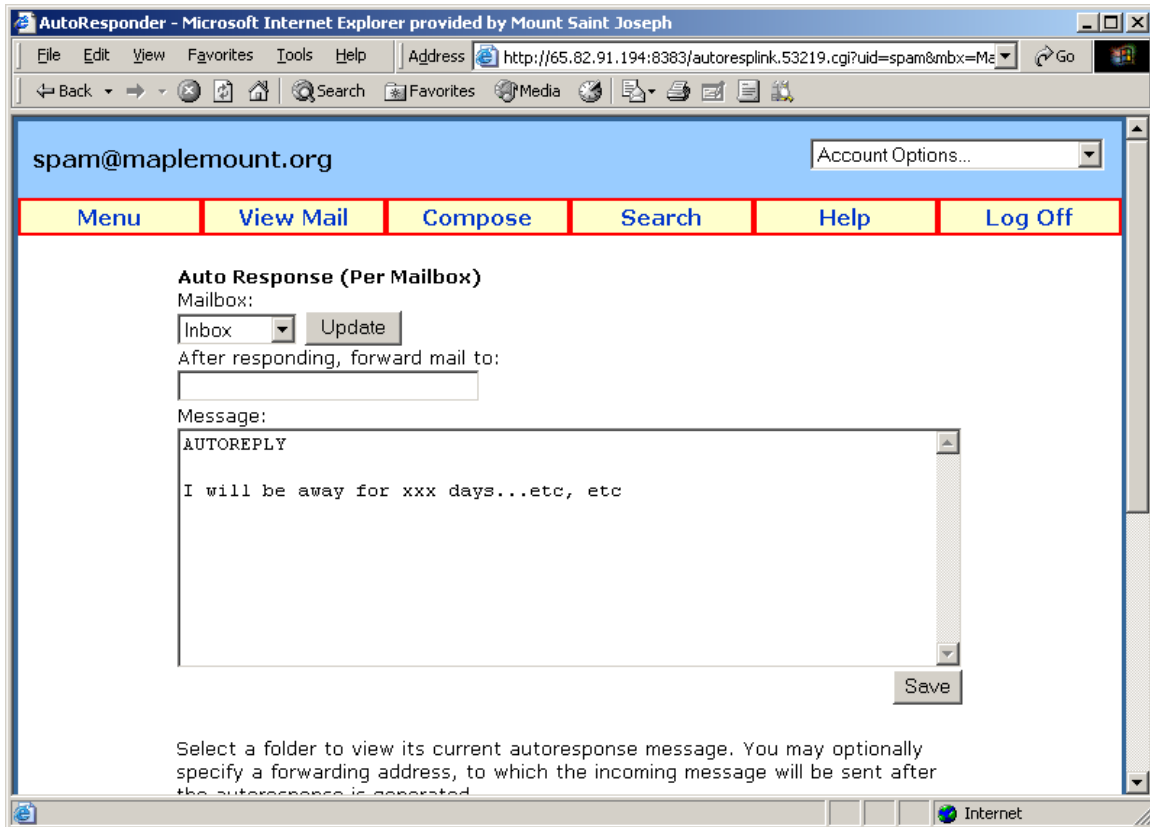 AutoResponder - Microsoft Internet Explorer provided by Mount Saint Joseph
File Edit View Favorites Tools Help Address http://65.82.91.194:8383/autoresplink.53219.cgi?uid=spam&mbx=Ma Go
Back Search Favorites Media
spam@maplemount.org Account Options...
Menu View Mail Compose Search Help Log Off
Auto Response (Per Mailbox)
Mailbox:
Inbox Update
After responding, forward mail to:
Message:
AUTOREPLY
I will be away for xxx days...etc, etc
Save
Select a folder to view its current autoresponse message. You may optionally
specify a forwarding address, to which the incoming message will be sent after
the autoresponse is generated
Internet